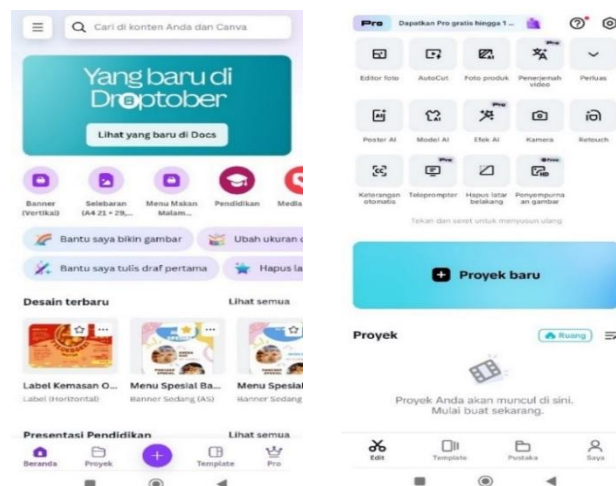 Cari di konten Anda dan Canva
Yang baru di
Droptober
Lihat yang baru di Docs
Banner
(Vertikal)
Selebaran
(A4 21 × 29,...
Menu Makan
Malam...
Pendidikan
Media
Bantu saya bikin gambar
Ubah ukuran
Bantu saya tulis draf pertama
Hapus la
Desain terbaru
Lihat semua
Label Kemasan O...
Label (Horizontal)
Menu Spesial Ba...
Banner Sedang (AS)
Menu Spesial
Banner Sedang
Presentasi Pendidikan
Lihat semua
Beranda
Proyek
Template
Pro
Pro
Dapatkan Pro gratis hingga 1 ...
Editor foto
AutoCut
Foto produk
Pro
Penerjemah
video
Perluas
Poster AI
Model AI
Pro
Efek AI
Kamera
Retouch
Keterangan
otomatis
Pro
Teleprompter
Hapus latar
belakang
Free
Penyempurna
an gambar
Tekan dan seret untuk menyusun ulang
Proyek baru
Proyek
Ruang
Proyek Anda akan muncul di sini.
Mulai buat sekarang.
Edit
Template
Pustaka
Saya